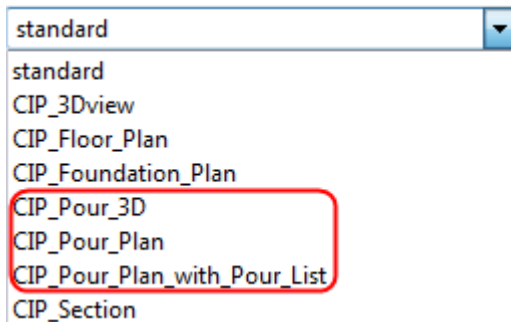 standard
standard
CIP_3Dview
CIP_Floor_Plan
CIP_Foundation_Plan
CIP_Pour_3D
CIP_Pour_Plan
CIP_Pour_Plan_with_Pour_List
CIP_Section